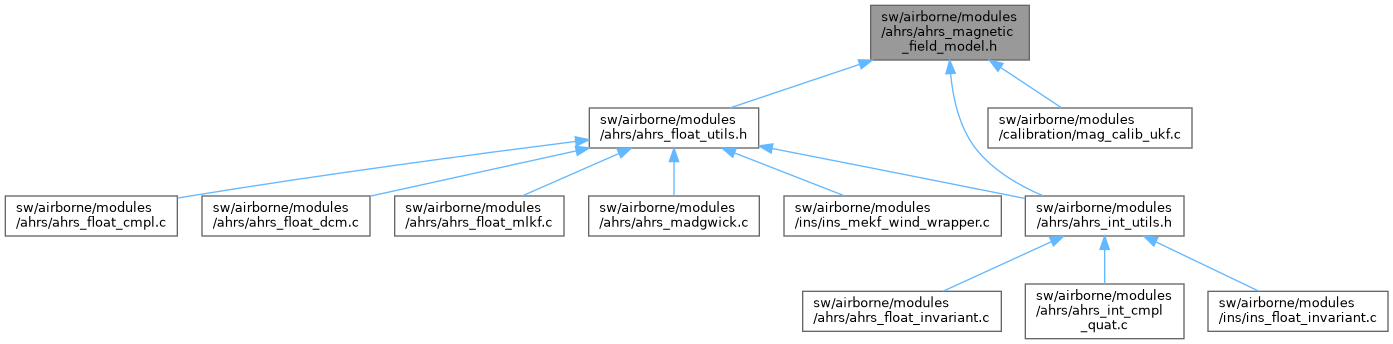 sw/airborne/modules
/ahrs/ahrs_magnetic
_field_model.h
sw/airborne/modules
/ahrs/ahrs_float_utils.h
sw/airborne/modules
/calibration/mag_calib_ukf.c
sw/airborne/modules
/ahrs/ahrs_float_cmpl.c
sw/airborne/modules
/ahrs/ahrs_float_dcm.c
sw/airborne/modules
/ahrs/ahrs_float_mlkf.c
sw/airborne/modules
/ahrs/ahrs_madgwick.c
sw/airborne/modules
/ins/ins_mekf_wind_wrapper.c
sw/airborne/modules
/ahrs/ahrs_int_utils.h
sw/airborne/modules
/ahrs/ahrs_float_invariant.c
sw/airborne/modules
/ahrs/ahrs_int_cmpl
_quat.c
sw/airborne/modules
/ins/ins_float_invariant.c